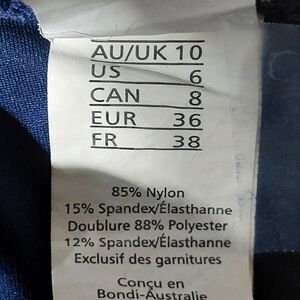 AU/UK 10
US 6
CAN 8
EUR 36
FR 38
85% Nylon
15% Spandex/Élasthanne
Doublure 88% Polyester
12% Spandex/Élasthanne
Exclusif des garnitures
Conçu en
Bondi-Australie